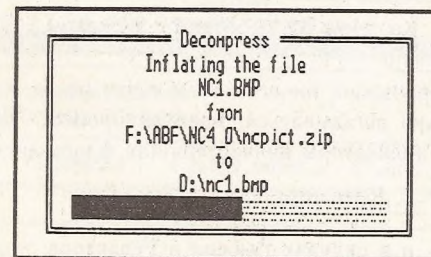 Decompress
Inflating the file
NC1.BMP
from
F:\ABF\NC4_0\ncpict.zip
to
D:\nc1.bmp